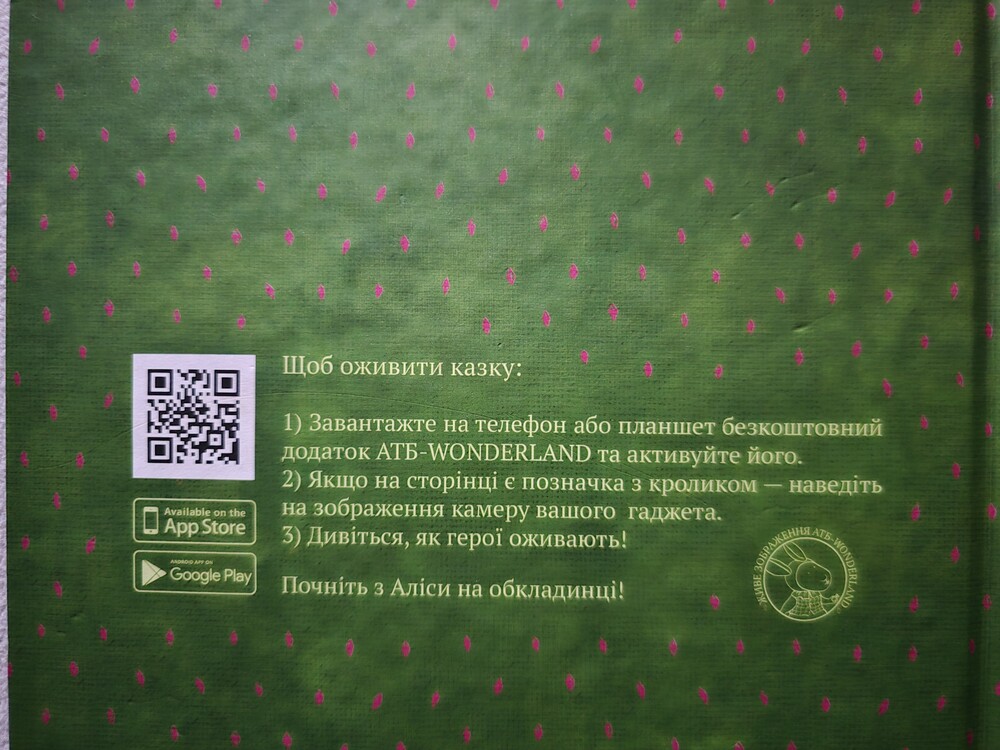 Щоб оживити казку:
1) Завантажте на телефон або планшет безкоштовний
додаток АТБ-WONDERLAND та активуйте його.
2) Якщо на сторінці є позначка з кроликом — наведіть
на зображення камеру вашого гаджета.
3) Дивіться, як герої оживають!
Почніть з Аліси на обкладинці!
Available on the
App Store
ANDROID APP ON
Google Play
ЖИВЕ ЗОБРАЖЕННЯ АТБ-WONDERLAND